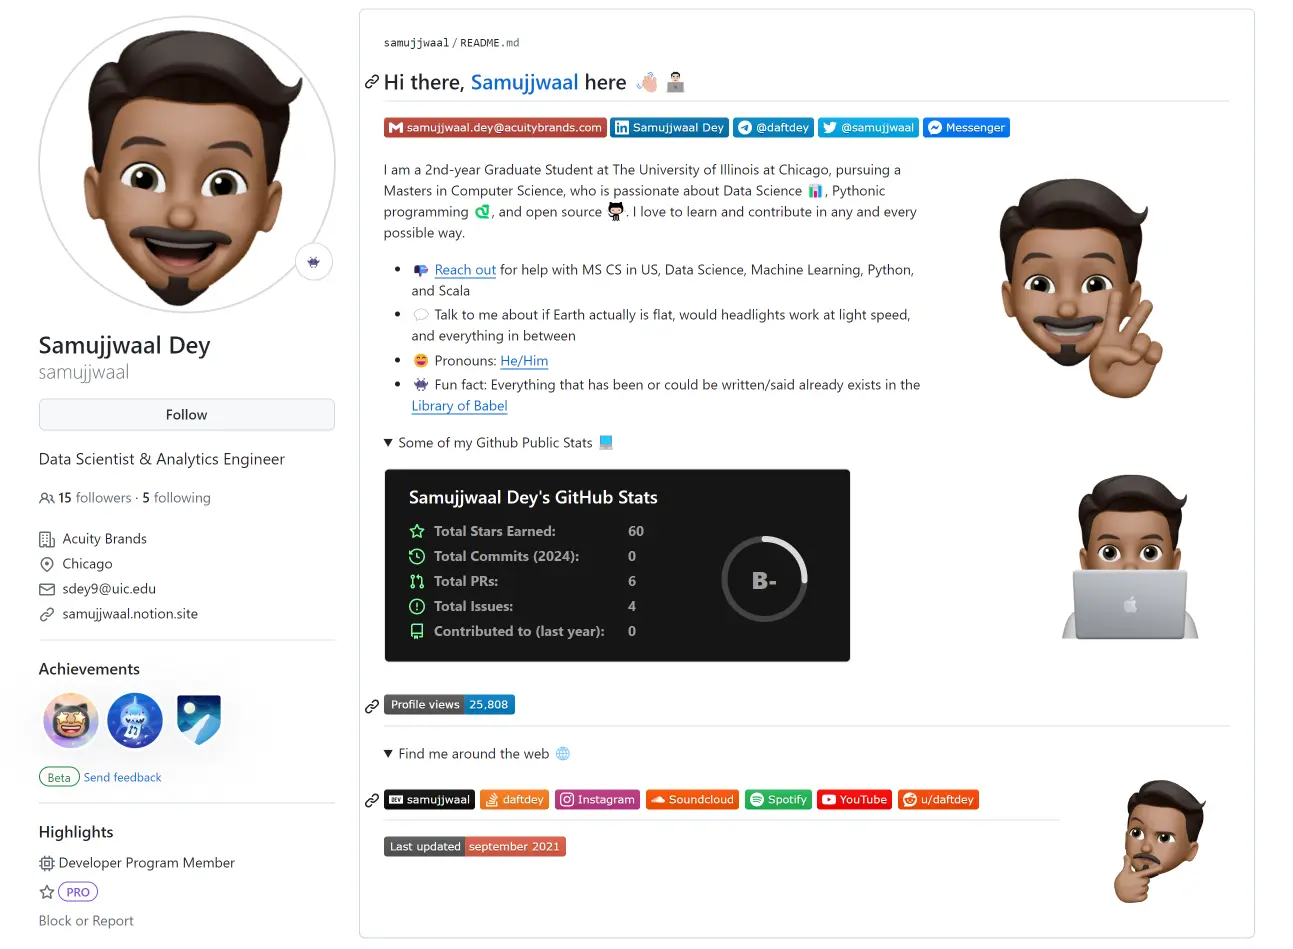 Samujjwaal Dey
samujjwaal
Follow
Data Scientist & Analytics Engineer
15 followers · 5 following
Acuity Brands
Chicago
sdey9@uic.edu
samujjwaal.notion.site
Achievements
Beta Send feedback
Highlights
Developer Program Member
PRO
Block or Report
samujjwaal / README.md
Hi there, Samujjwaal here
samujjwaal.dey@acuitybrands.com Samujjwaal Dey @daftdey @samujjwaal Messenger
I am a 2nd-year Graduate Student at The University of Illinois at Chicago, pursuing a
Masters in Computer Science, who is passionate about Data Science , Pythonic
programming , and open source . I love to learn and contribute in any and every
possible way.
Reach out for help with MS CS in US, Data Science, Machine Learning, Python,
and Scala
Talk to me about if Earth actually is flat, would headlights work at light speed,
and everything in between
Pronouns: He/Him
Fun fact: Everything that has been or could be written/said already exists in the
Library of Babel
Some of my Github Public Stats
Samujjwaal Dey's GitHub Stats
Total Stars Earned: 60
Total Commits (2024): 0
Total PRs: 6
Total Issues: 4
Contributed to (last year): 0
B-
Profile views 25,808
Find me around the web
DEV samujjwaal daftdey Instagram Soundcloud Spotify YouTube u/daftdey
Last updated september 2021